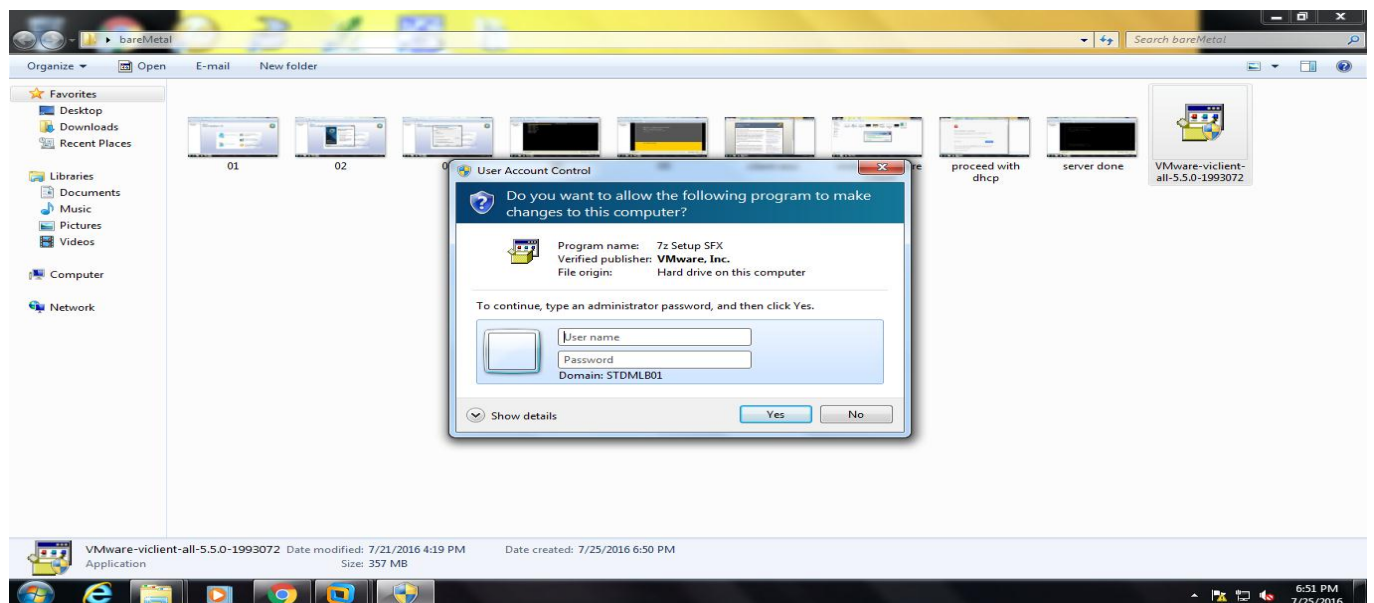 bareMetal
Search bareMetal
Organize
Open
E-mail
New folder
Favorites
Desktop
Downloads
Recent Places
Libraries
Documents
Music
Pictures
Videos
Computer
Network
01
02
proceed with
dhcp
server done
VMware-viclient-
all-5.5.0-1993072
User Account Control
Do you want to allow the following program to make
changes to this computer?
Program name: 7z Setup SFX
Verified publisher: VMware, Inc.
File origin: Hard drive on this computer
To continue, type an administrator password, and then click Yes.
User name
Password
Domain: STDMLB01
Show details
Yes
No
VMware-viclient-all-5.5.0-1993072 Date modified: 7/21/2016 4:19 PM Date created: 7/25/2016 6:50 PM
Application Size: 357 MB
6:51 PM
7/25/2016